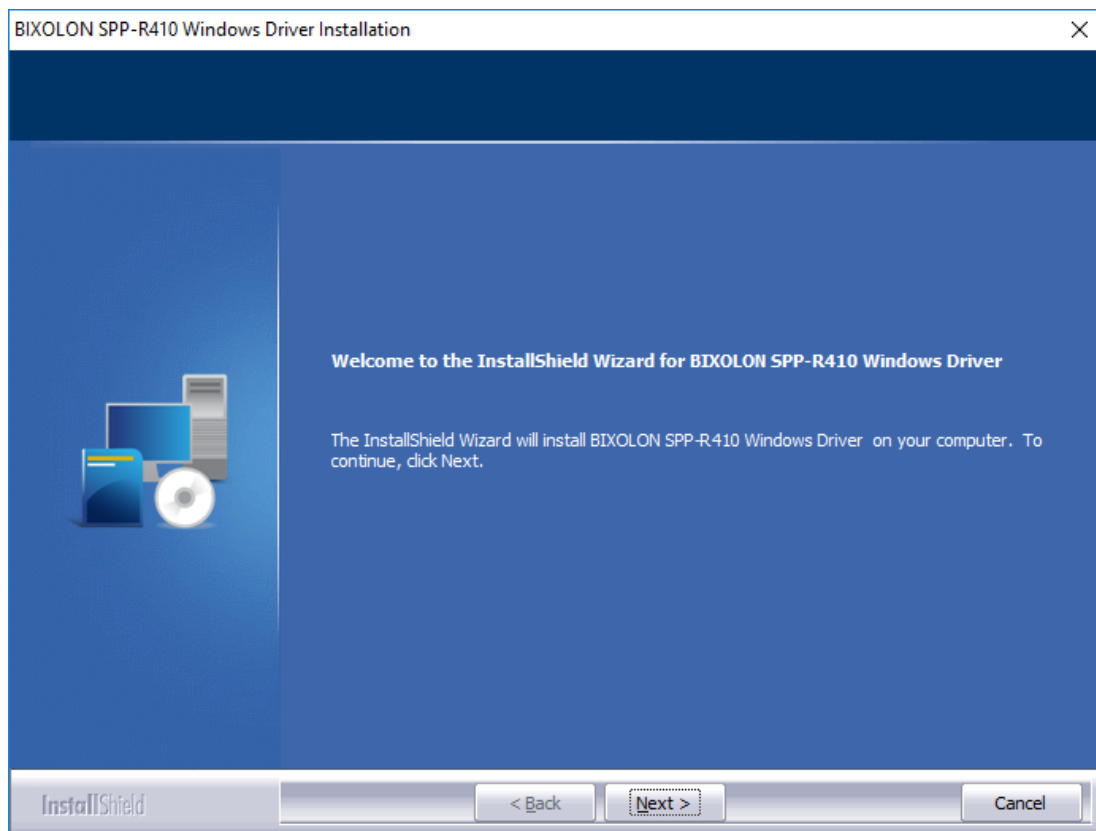 BIXOLON SPP-R410 Windows Driver Installation
Welcome to the InstallShield Wizard for BIXOLON SPP-R410 Windows Driver
The InstallShield Wizard will install BIXOLON SPP-R410 Windows Driver on your computer. To
continue, click Next.
InstallShield
< Back
Next >
Cancel